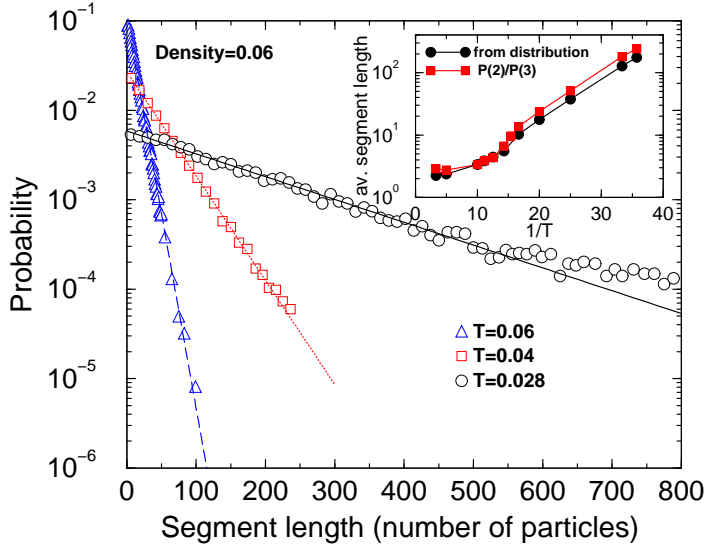 Density=0.06
from distribution
P(2)/P(3)
av. segment length
10^2
10^1
10^0
0 10 20 30 40
1/T
Probability
10^-1
10^-2
10^-3
10^-4
10^-5
10^-6
T=0.06
T=0.04
T=0.028
0 100 200 300 400 500 600 700 800
Segment length (number of particles)